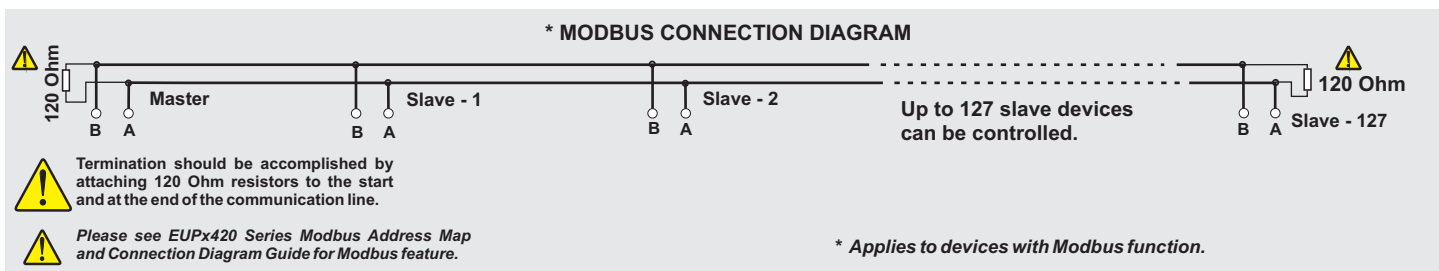 * MODBUS CONNECTION DIAGRAM
120 Ohm
B A
Master
B A
Slave - 1
B A
Slave - 2
Up to 127 slave devices
can be controlled.
B A
Slave - 127
120 Ohm
Termination should be accomplished by
attaching 120 Ohm resistors to the start
and at the end of the communication line.
Please see EUPx420 Series Modbus Address Map
and Connection Diagram Guide for Modbus feature.
* Applies to devices with Modbus function.